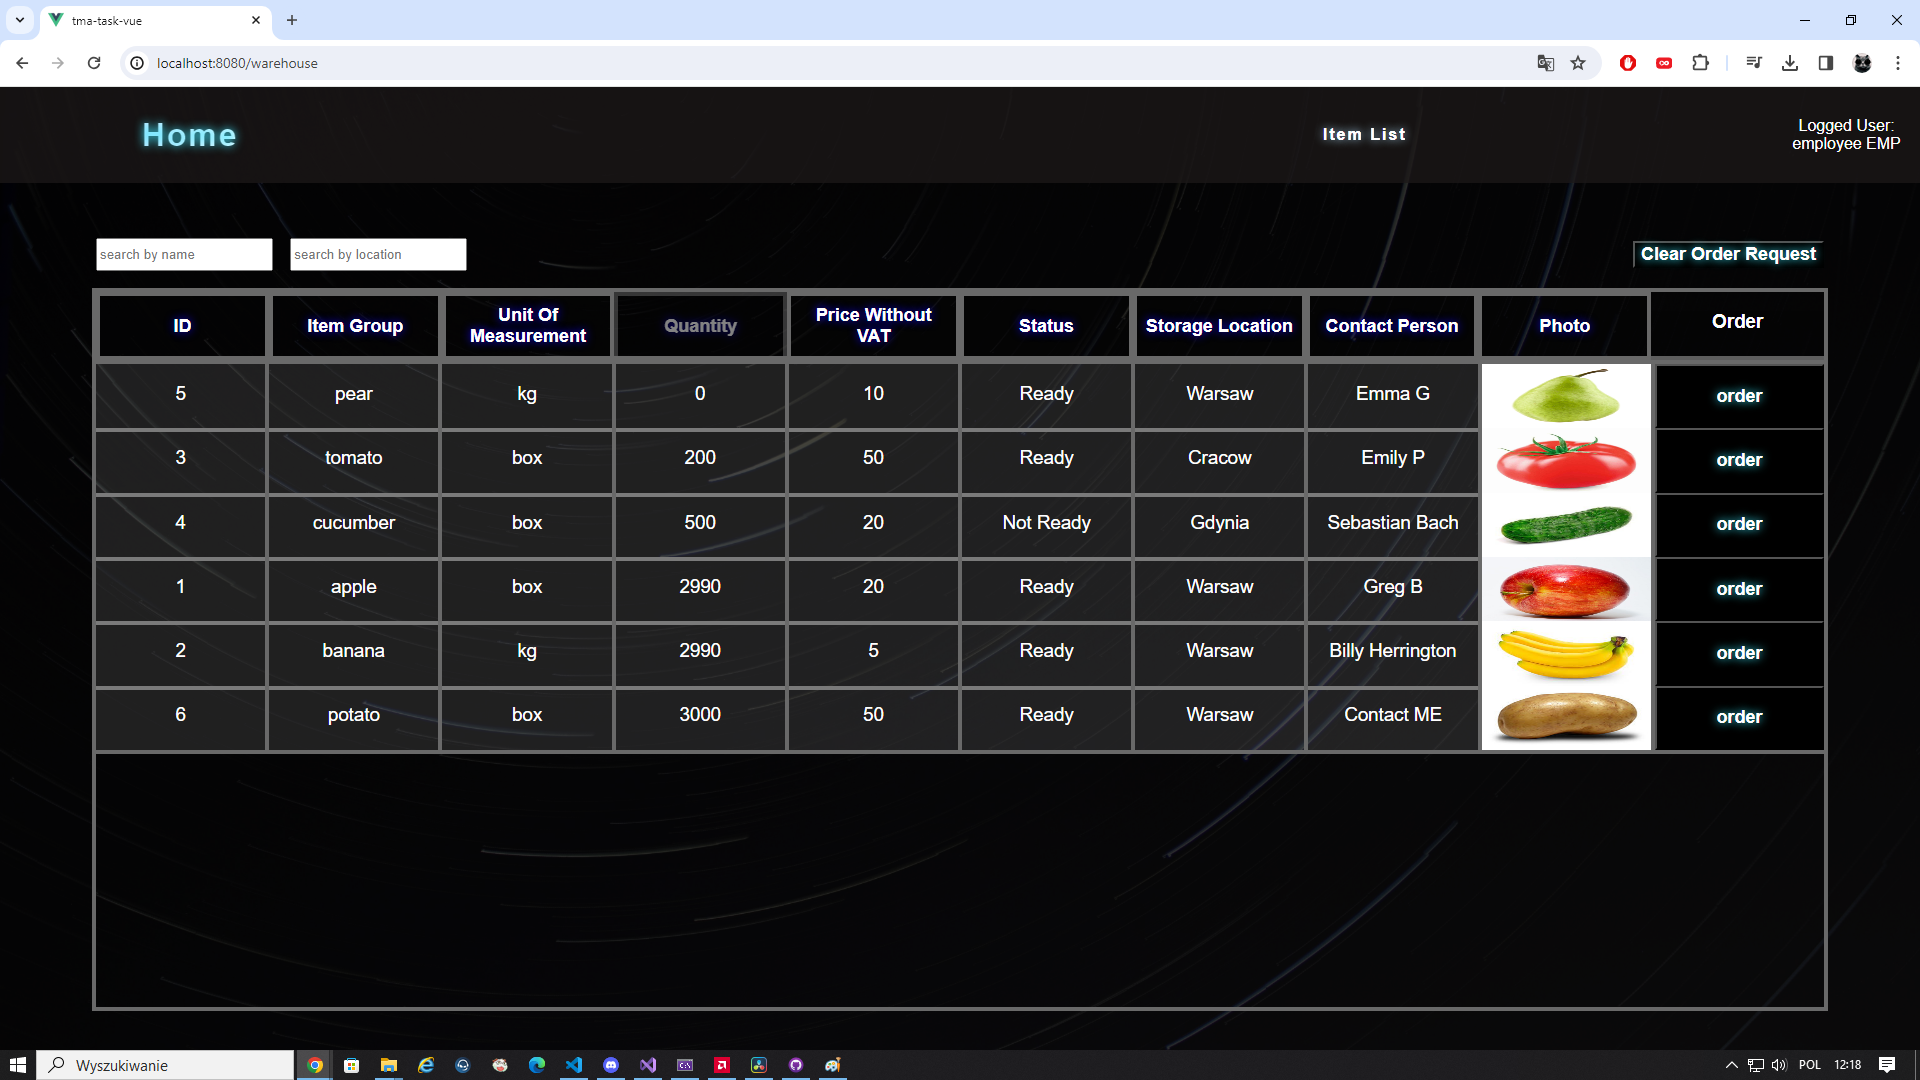 tma-task-vue
localhost:8080/warehouse
Home
Item List
Logged User:
employee EMP
search by name
search by location
Clear Order Request
ID
Item Group
Unit Of
Measurement
Quantity
Price Without
VAT
Status
Storage Location
Contact Person
Photo
Order
5 pear kg 0 10 Ready Warsaw Emma G order
3 tomato box 200 50 Ready Cracow Emily P order
4 cucumber box 500 20 Not Ready Gdynia Sebastian Bach order
1 apple box 2990 20 Ready Warsaw Greg B order
2 banana kg 2990 5 Ready Warsaw Billy Herrington order
6 potato box 3000 50 Ready Warsaw Contact ME order
Wyszukiwanie
POL
12:18